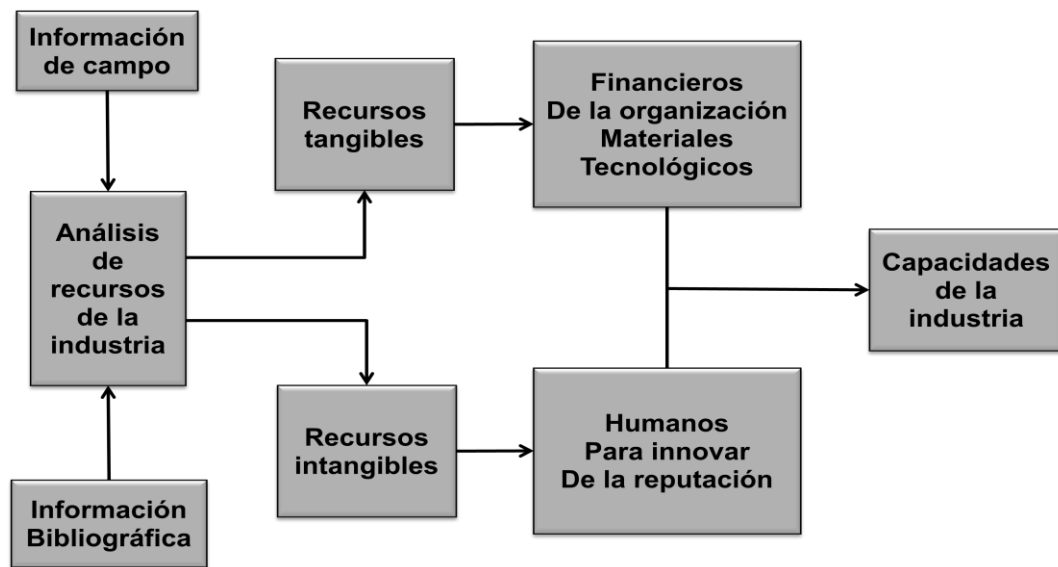 Información
de campo
Análisis
de
recursos
de la
industria
Información
Bibliográfica
Recursos
tangibles
Recursos
intangibles
Financieros
De la organización
Materiales
Tecnológicos
Humanos
Para innovar
De la reputación
Capacidades
de la
industria